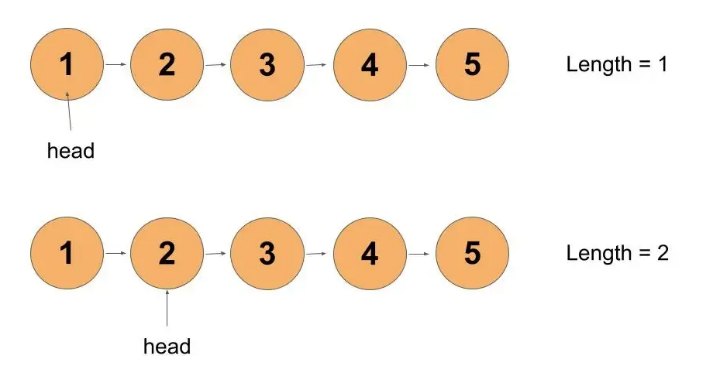 1 2 3 4 5 Length = 1
head
1 2 3 4 5 Length = 2
head